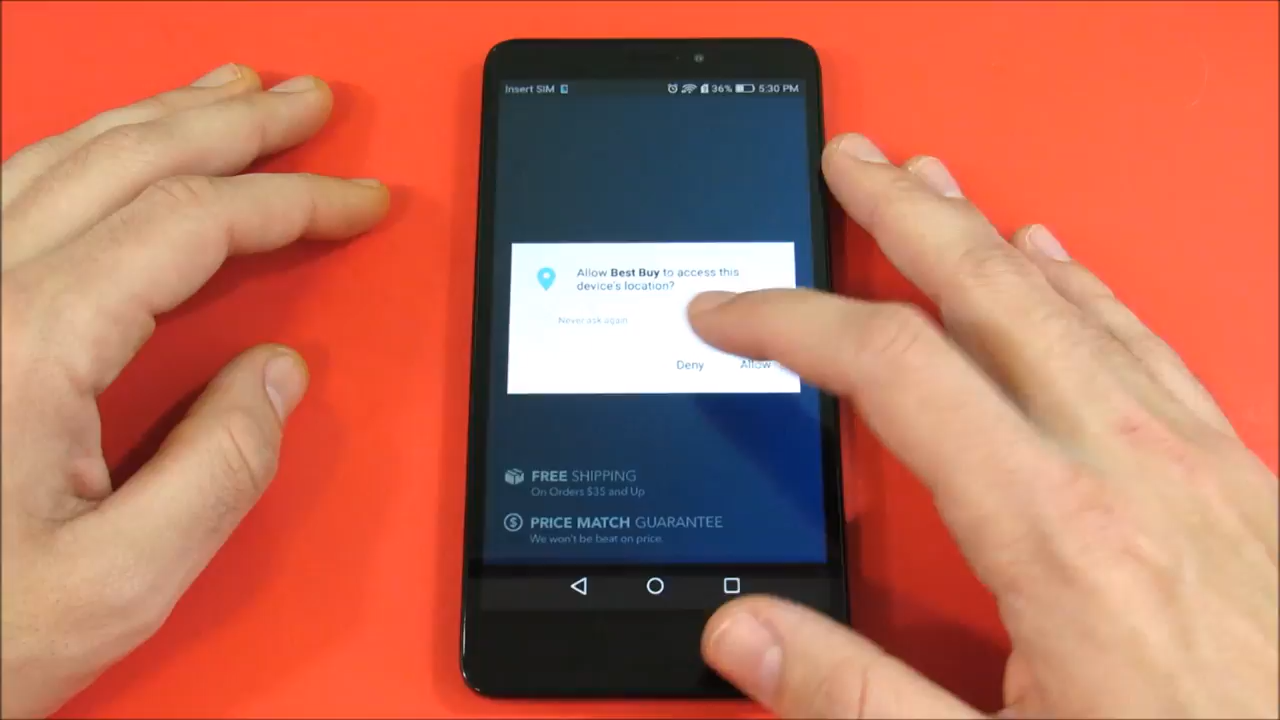 Insert SIM 36% 5:30 PM
Allow Best Buy to access this
device's location?
Never ask again
Deny Allow
FREE SHIPPING
On Orders $35 and Up
PRICE MATCH GUARANTEE
We won't be beat on price.